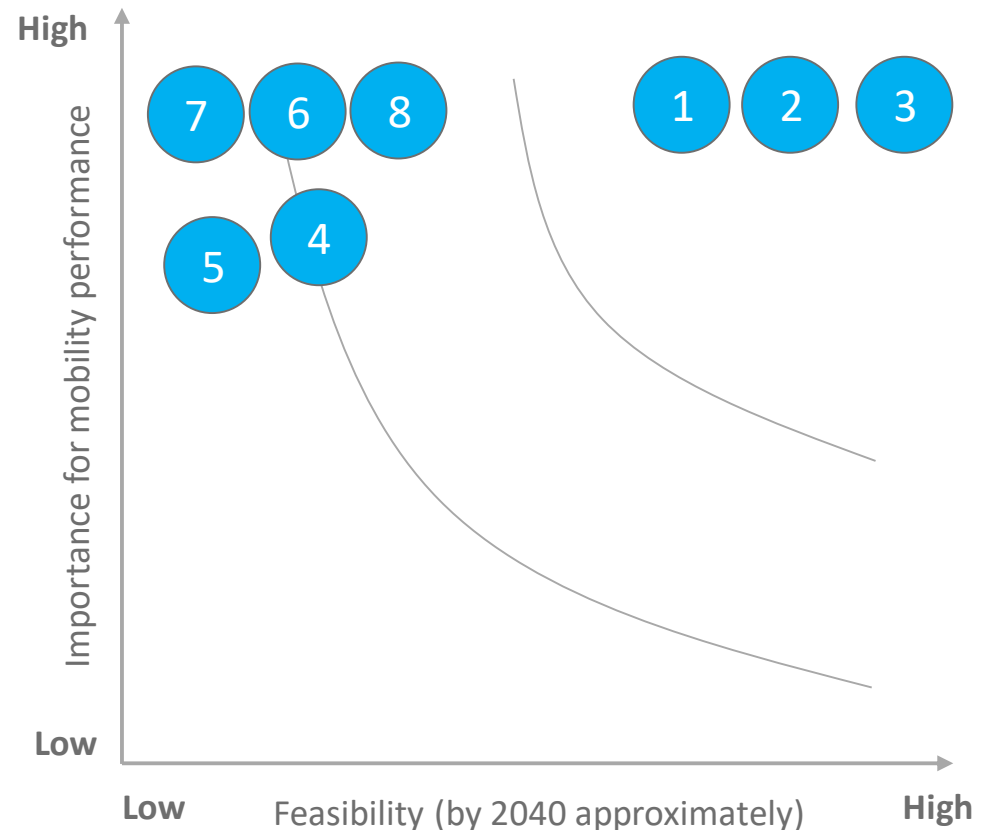 High
7
6
8
1
2
3
4
5
Importance for mobility performance
Low
Low
Feasibility (by 2040 approximately)
High